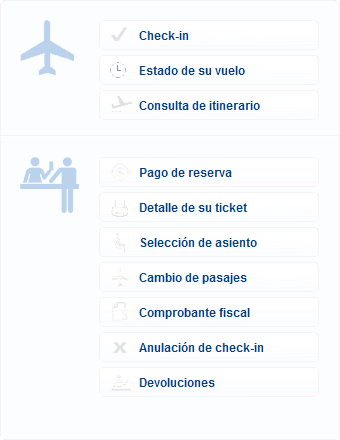 Check-in
Estado de su vuelo
Consulta de itinerario
Pago de reserva
Detalle de su ticket
Selección de asiento
Cambio de pasajes
Comprobante fiscal
Anulación de check-in
Devoluciones